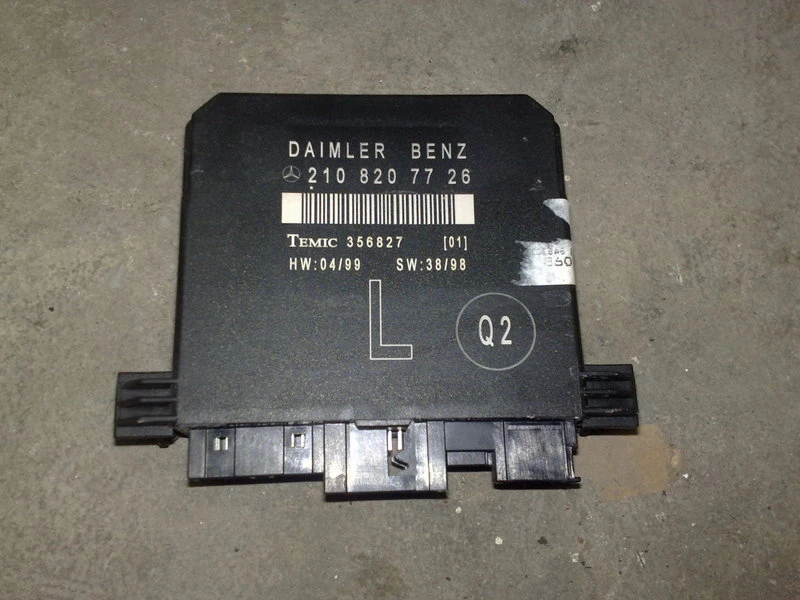 DAIMLER BENZ
210 820 77 26
TEMIC 356827 [01]
HW:04/99 SW:38/98
L
Q2